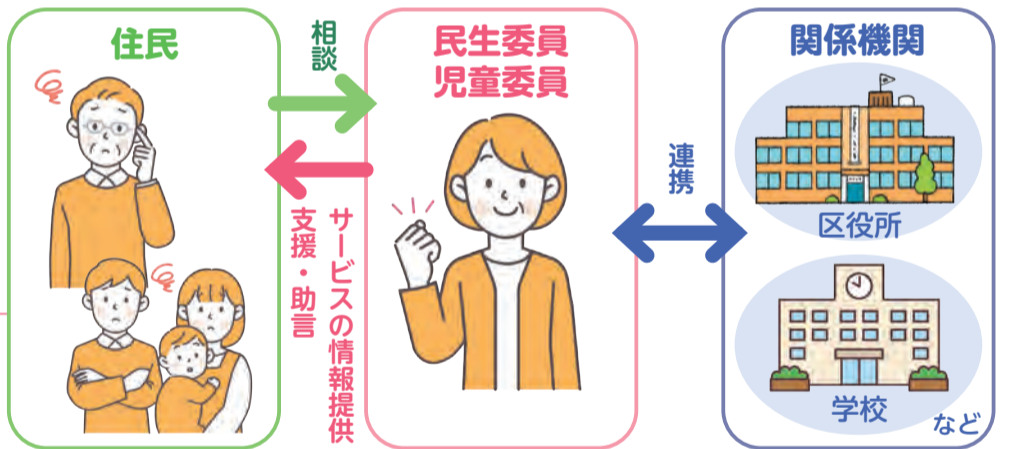 住民
相談
サービスの情報提供
支援・助言
民生委員
児童委員
連携
関係機関
区役所
学校
など